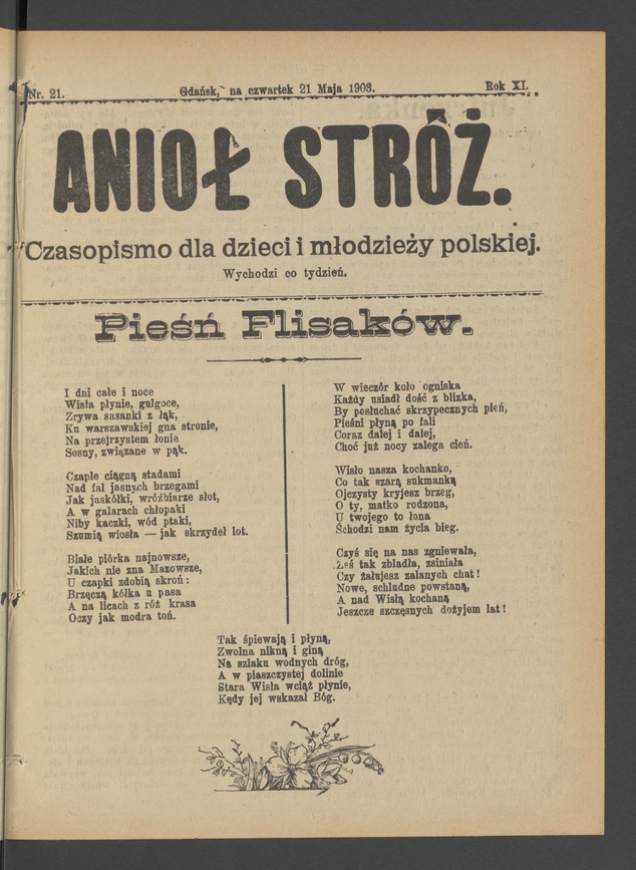 Nr. 21.
Gdańsk, na czwartek 21 Maja 1903.
Rok XI.
ANIOŁ STRÓŻ.
Czasopismo dla dzieci i młodzieży polskiej.
Wychodzi co tydzień.
Pieśń Flisaków.
I dni całe i noce
Wisła płynie, gulgoce,
Zrywa sasanki z łąk,
Ku warszawskiej gna stronie,
Na przejrzystem łonie
Sosny, związane w pąk.
Czaple ciągną stadami
Nad fal jasnych brzegami
Jak jaskółki, wróżbiarze słot,
A w galarach chłopaki
Niby kaczki, wód ptaki,
Szumią wiosła — jak skrzydeł lot.
Białe piórka najnowsze,
Jakich nie zna Mazowsze,
U czapki zdobią skroń:
Brzęczą kółka u pasa
A na licach z róż krasa
Oczy jak modra toń.
W wieczór koło ogniska
Każdy usiadł dość z blizka,
By posłuchać skrzypecznych pień,
Pieśni płyną po fali
Coraz dalej i dalej,
Choć już nocy zalega cień.
Wisło nasza kochanko,
Co tak szarą sukmanką
Ojczysty kryjesz brzeg,
O ty, matko rodzona,
U twojego to łona
Schodzi nam życia bieg.
Czyś się na nas zgniewała,
Żeś tak zbladła, zsiniała
Czy żałujesz zalanych chat!
Nowe, schludne powstaną,
A nad Wisłą kochaną
Jeszcze szczęsnych dożyjem lat!
Tak śpiewają i płyną,
Zwolna nikną i giną
Na szlaku wodnych dróg,
A w piaszczystej dolinie
Stara Wisła wciąż płynie,
Kędy jej wskazał Bóg.